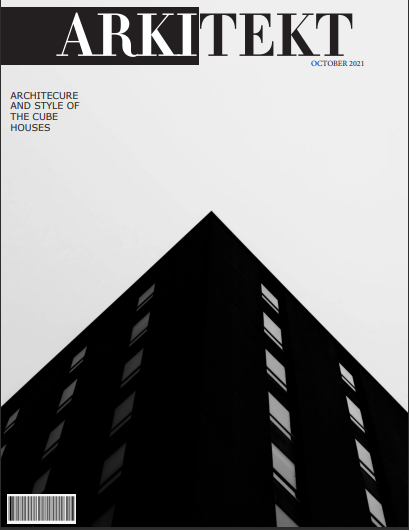 ARKITEKT
OCTOBER 2021
ARCHITECURE
AND STYLE OF
THE CUBE
HOUSES